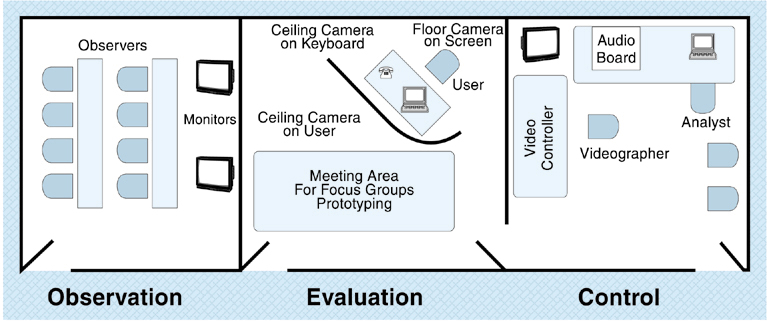 Observers
Monitors
Ceiling Camera
on Keyboard
Floor Camera
on Screen
User
Ceiling Camera
on User
Meeting Area
For Focus Groups
Prototyping
Audio
Board
Analyst
Video
Controller
Videographer
Observation
Evaluation
Control